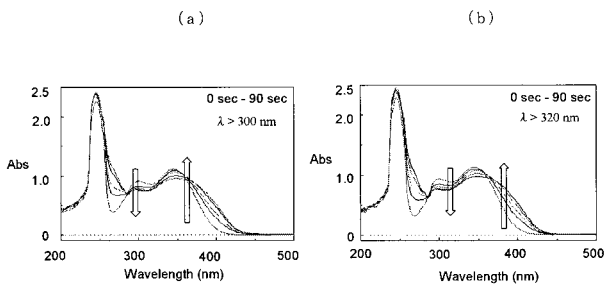 (a)
2.5
2.0
Abs
1.0
0
200
300
400
500
Wavelength (nm)
0 sec - 90 sec
λ > 300 nm
(b)
2.5
2.0
Abs
1.0
0
200
300
400
500
Wavelength (nm)
0 sec - 90 sec
λ > 320 nm